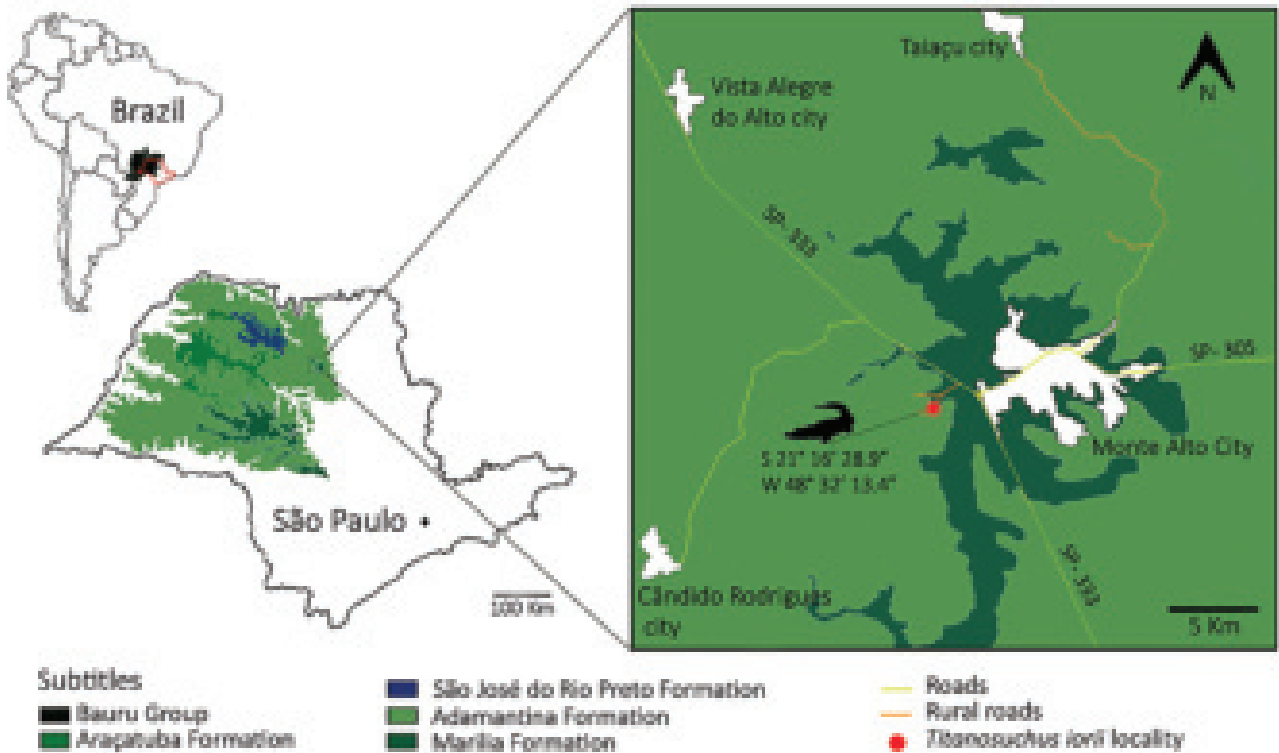 Brazil
São Paulo
100 Km
Taiaçu city
Vista Alegre
do Alto city
N
SP- 333
SP- 305
Monte Alto City
S 21° 16' 28.9"
W 48° 32' 13.4"
SP- 333
Cândido Rodrigues
city
5 Km
Subtitles
Bauru Group
Araçatuba Formation
São José do Rio Preto Formation
Adamantina Formation
Marília Formation
Roads
Rural roads
Titanosuchus iorii locality